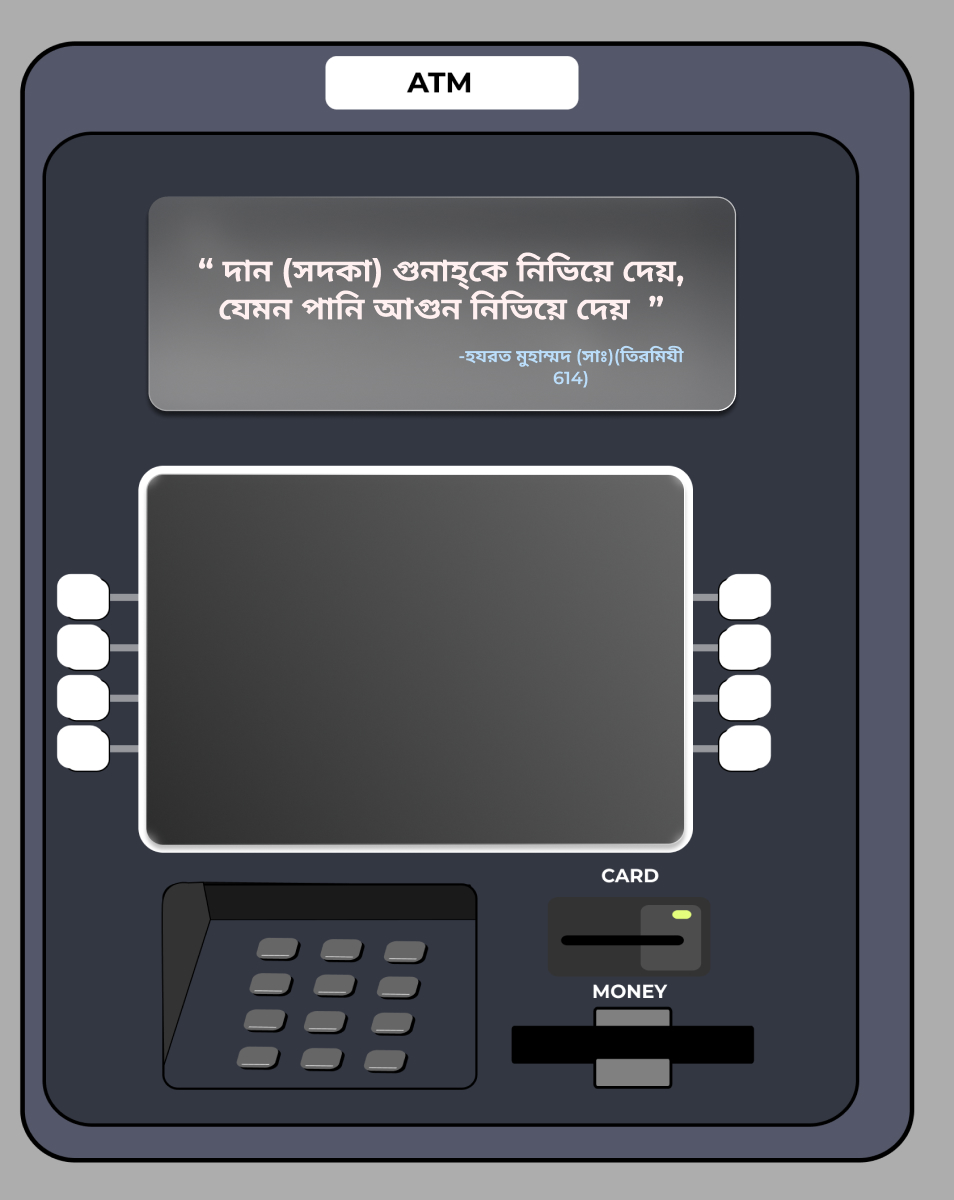 ATM
“ দান (সদকা) গুনাহ্কে নিভিয়ে দেয়,
যেমন পানি আগুন নিভিয়ে দেয় ”
-হযরত মুহাম্মদ (সাঃ)(তিরমিযী
614)
CARD
MONEY